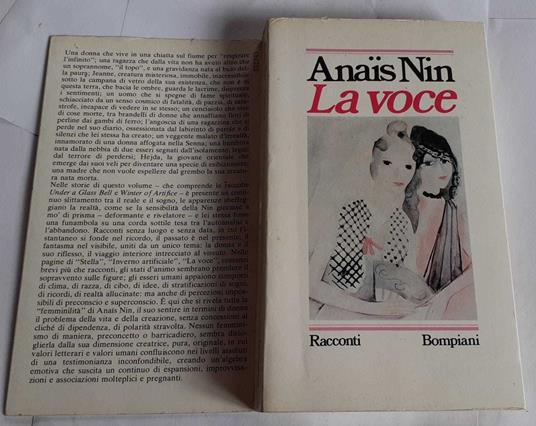 Una donna che vive in una chiatta sul fiume per "respirare
l'infinito"; una ragazza che dalla vita non ha avuto altro che
un soprannome, "il topo", e una gravidanza nata al buio della
paura; Jeanne, creatura misteriosa, immobile, inaccessibile
sotto la campana di vetro della sua esistenza, che non è di
questa terra, che bacia le ombre, guarda le lacrime, disprezza
i sentimenti; un uomo che si spegne di fame spirituale,
schiacciato da un senso cosmico di fatalità, di pazzia, di cata-
strofe, incapace di vedere in se stesso; un cenciaiolo che vive
di cose morte, tra brandelli di donne che annaffiano fiori
perfino dai gambi di ferro; l'angoscia di una ragazzina che si
perde nel suo diario, ossessionata dal labirinto di parole e di
silenzi che lei stessa ha creato; un veggente malato d'irrealtà,
innamorato di una donna affogata nella Senna; una bambina
nata dalla nebbia di due esseri segnati dall'isolamento, legati
dal terrore di perdersi; Hejda, la giovane orientale che
emerge dai suoi veli per diventare una specie di esibizionista;
una madre che non vuole espellere dal grembo la sua creatu-
ra nata morta.
Nelle storie di questo volume – che comprende le raccolte
Under a Glass Bell e Winter of Artifice – è presente un conti-
nuo slittamento tra il reale e il sogno, le apparenze
giano la realtà, come se la sensibilità della Nin giocasse a
mo' di prisma – deformante e rivelatore – e lei stessa fosse
una funambola su una corda sottile tesa tra l'autoanalisi e
l'abbandono. Racconti senza luogo e senza data, in cui l'i-
stantaneo si fonde nel ricordo, il passato è nel presente, il
fantasma nel visibile, uniti da un unico tema: la donna e il
suo riflesso, il viaggio interiore intrecciato al vissuto. Nelle
pagine di "Stella", "Inverno artificiale", "La voce", romanzi
brevi più che racconti, gli stati d'animo sembrano prendere il
sopravvento sulle figure; gli esseri umani appaiono composti
di clima, di razza, di cibo, di idee, di stratificazioni di sogni,
di ricordi, di realtà allucinate: ma anche di percezioni impos-
sibili di preconscio e superconscio. È qui che si rivela tutta la
"femminilità" di Anaïs Nin, il suo sentire in termini di donna
il problema della vita e della creazione, senza concessioni al
cliché di dipendenza, di polarità stravolta. Nessun femmini-
smo di maniera, preconcetto o barricadiero, sembra disto-
glierla dalla sua dimensione creatrice, pura, originale, in cui
valori letterari e valori umani confluiscono nei livelli assoluti
di una testimonianza inconfondibile, creando un'algebra
emotiva che suscita un continuo di espansioni, improvvisa-
zioni e associazioni molteplici e pregnanti.
Anaïs Nin
La voce
Racconti Bompiani